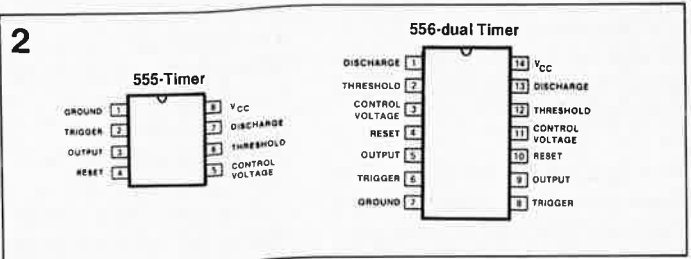 2
555-Timer
GROUND 1
TRIGGER 2
OUTPUT 3
RESET 4
8 VCC
7 DISCHARGE
6 THRESHOLD
5 CONTROL
VOLTAGE
556-dual Timer
DISCHARGE 1
THRESHOLD 2
CONTROL
VOLTAGE 3
RESET 4
OUTPUT 5
TRIGGER 6
GROUND 7
14 VCC
13 DISCHARGE
12 THRESHOLD
11 CONTROL
VOLTAGE
10 RESET
9 OUTPUT
8 TRIGGER